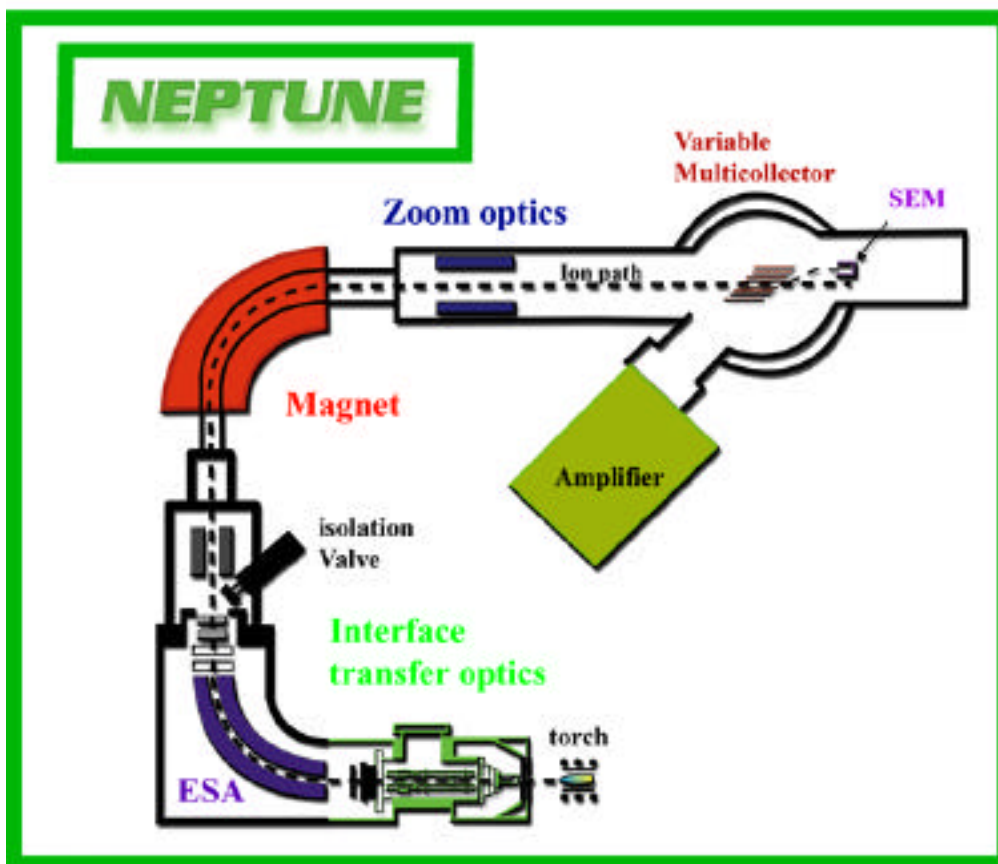 NEPTUNE
Variable
Multicollector
SEM
Zoom optics
Ion path
Magnet
Amplifier
isolation
Valve
Interface
transfer optics
torch
ESA